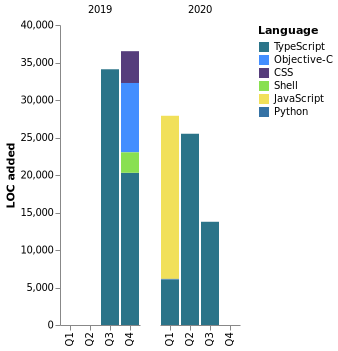 2019
2020
LOC added
40,000
35,000
30,000
25,000
20,000
15,000
10,000
5,000
0
Q1
Q2
Q3
Q4
Q1
Q2
Q3
Q4
Language
TypeScript
Objective-C
CSS
Shell
JavaScript
Python